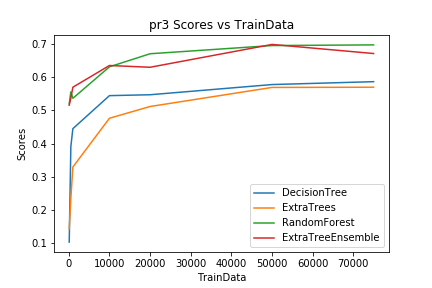 pr3 Scores vs TrainData
Scores
0.7
0.6
0.5
0.4
0.3
0.2
0.1
DecisionTree
ExtraTrees
RandomForest
ExtraTreeEnsemble
0 10000 20000 30000 40000 50000 60000 70000
TrainData